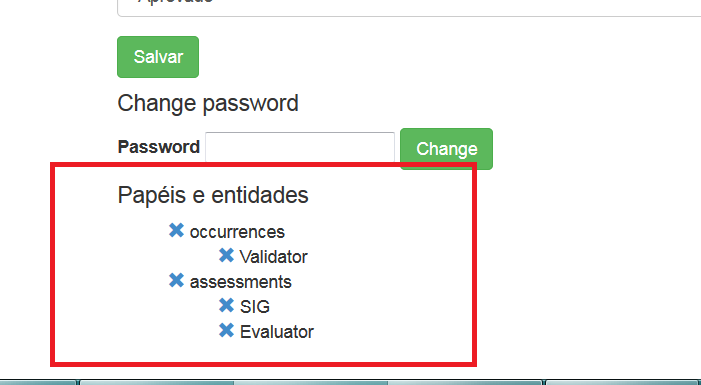 Salvar
Change password
Password Change
Papéis e entidades
occurrences
Validator
assessments
SIG
Evaluator